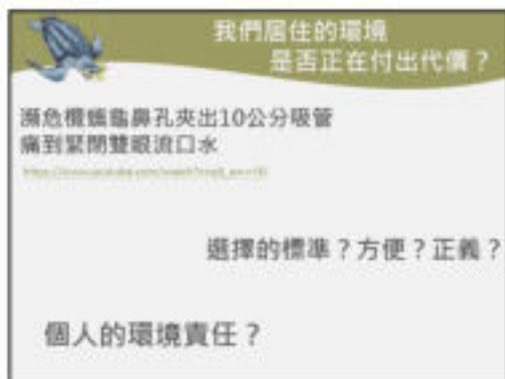 我們居住的環境
是否正在付出代價？
瀕危欖蠵龜鼻孔夾出10公分吸管
痛到緊閉雙眼流口水
選擇的標準？方便？正義？
個人的環境責任？